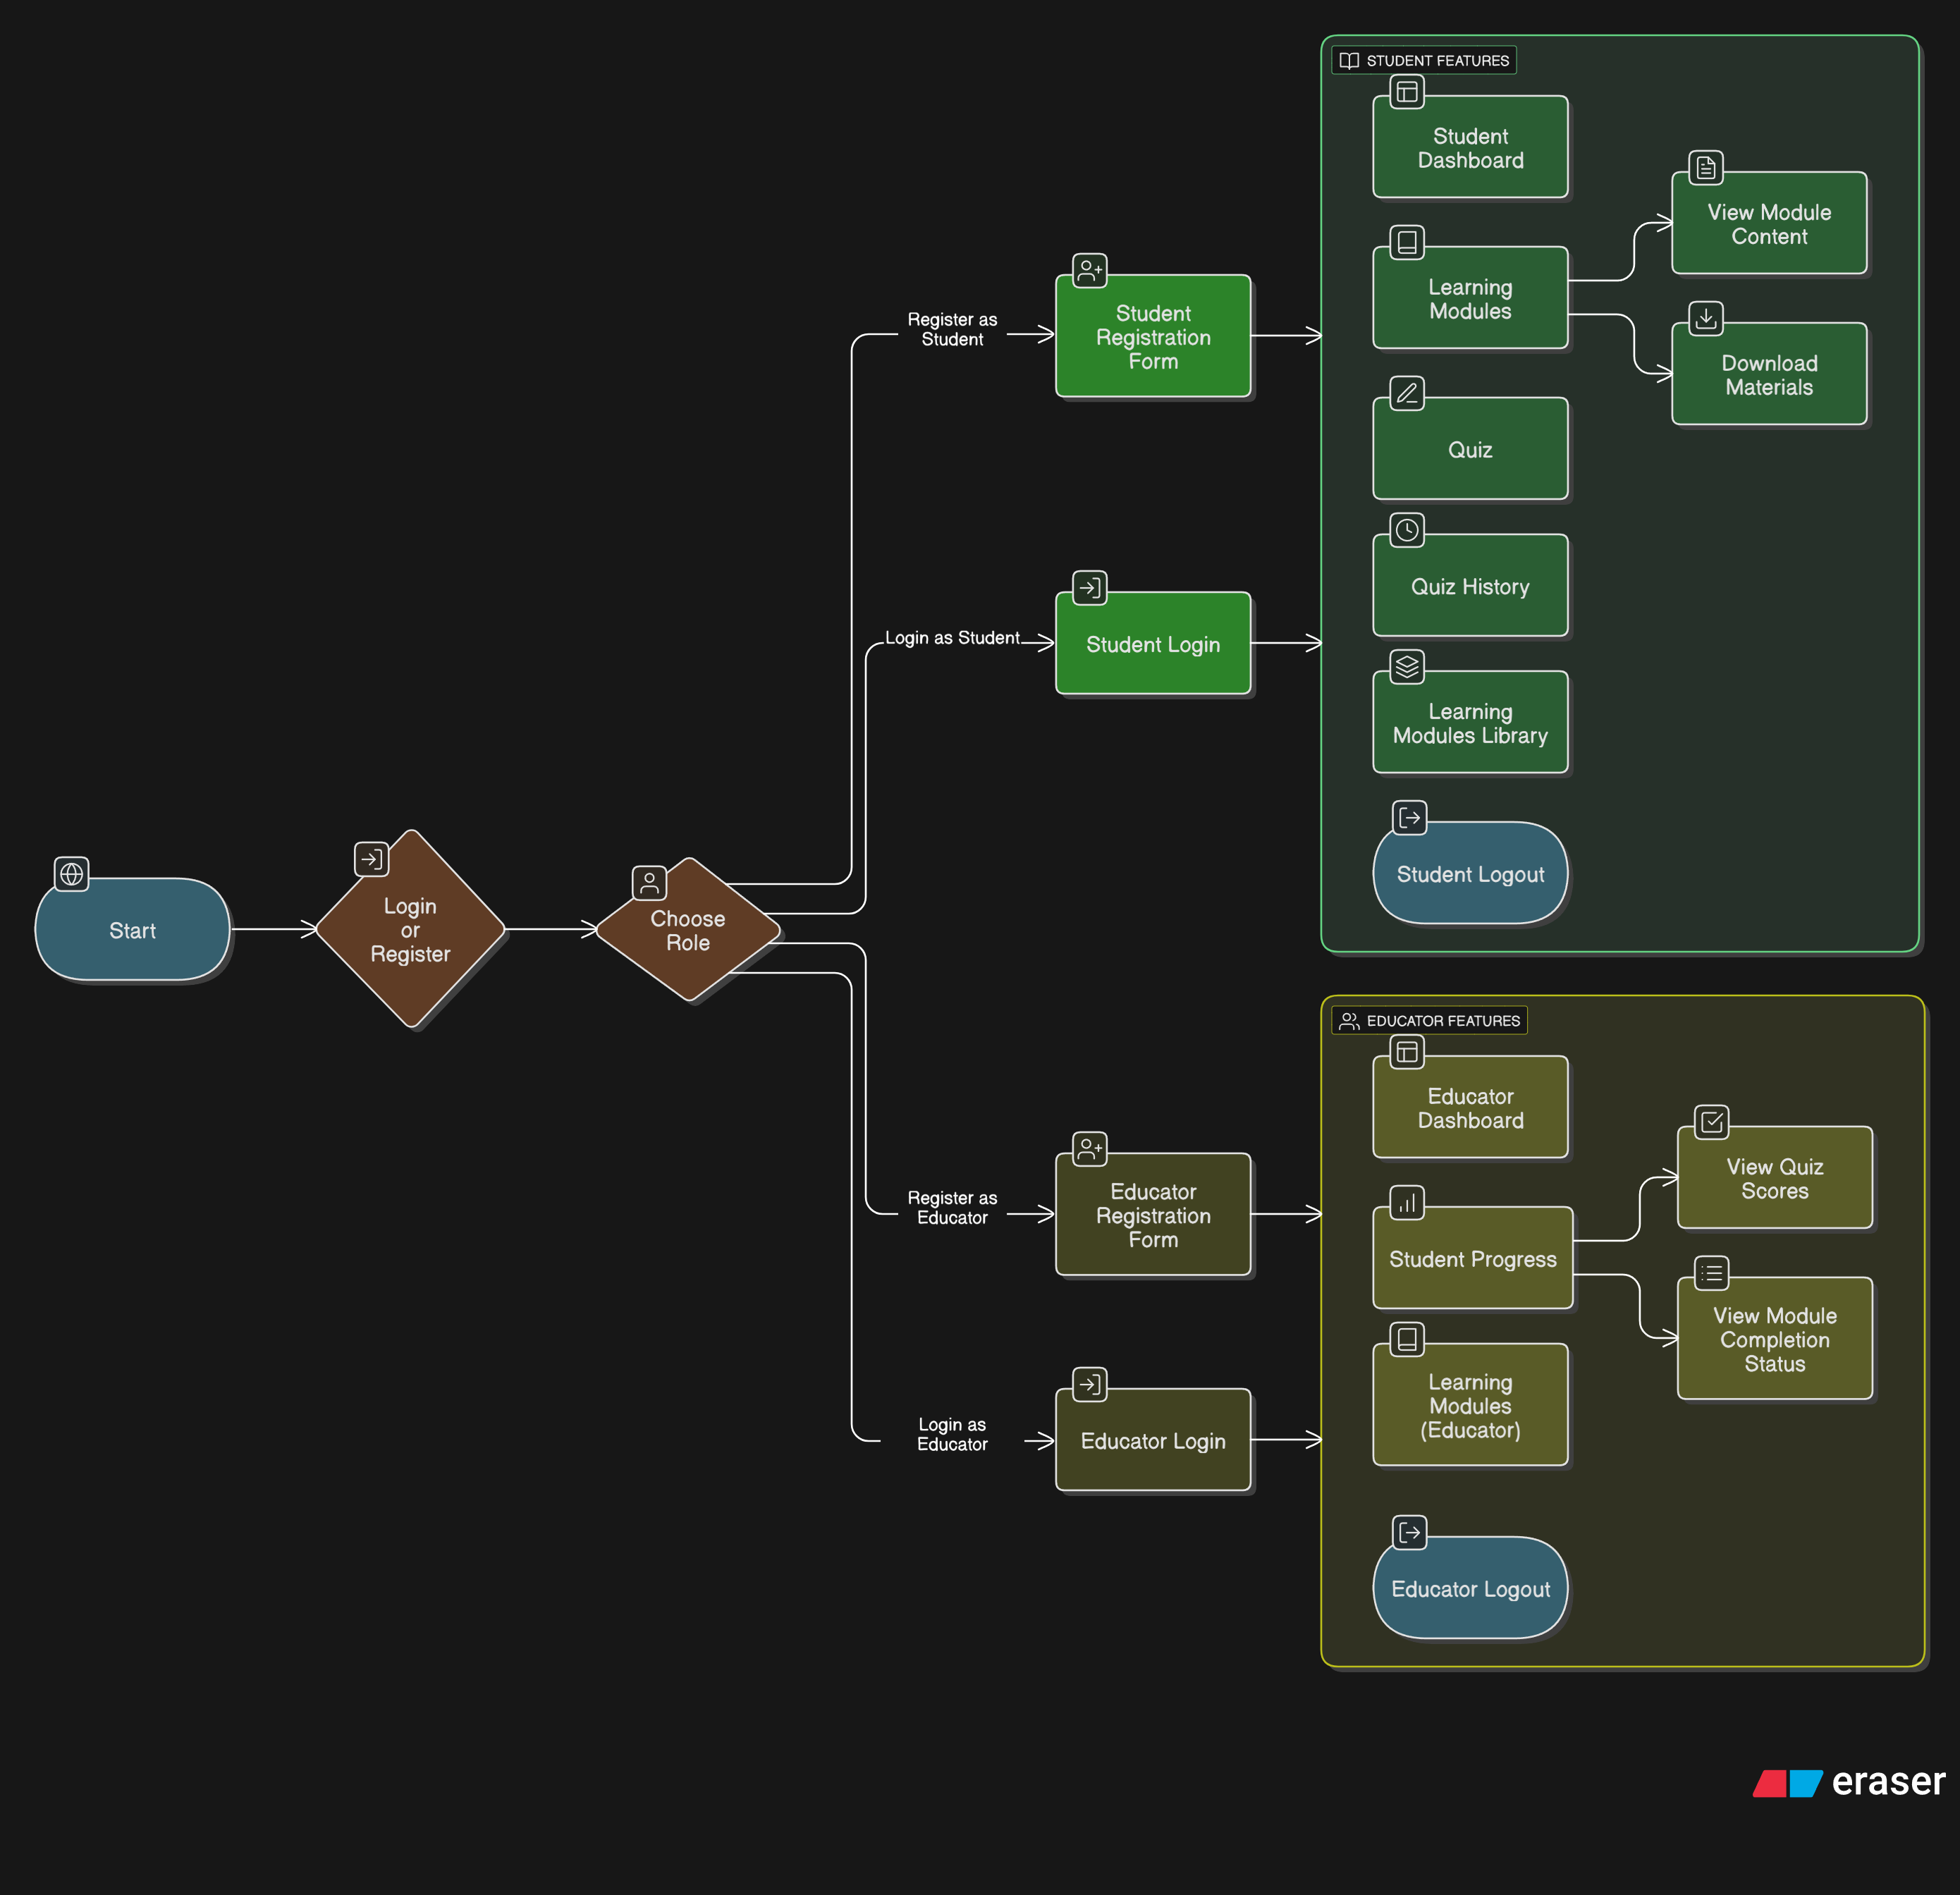 Start
Login
or
Register
Choose
Role
Register as
Student
Login as Student
Register as
Educator
Login as
Educator
Student
Registration
Form
Student Login
Educator
Registration
Form
Educator Login
STUDENT FEATURES
Student
Dashboard
Learning
Modules
View Module
Content
Download
Materials
Quiz
Quiz History
Learning
Modules Library
Student Logout
EDUCATOR FEATURES
Educator
Dashboard
Student Progress
View Quiz
Scores
View Module
Completion
Status
Learning
Modules
(Educator)
Educator Logout
eraser